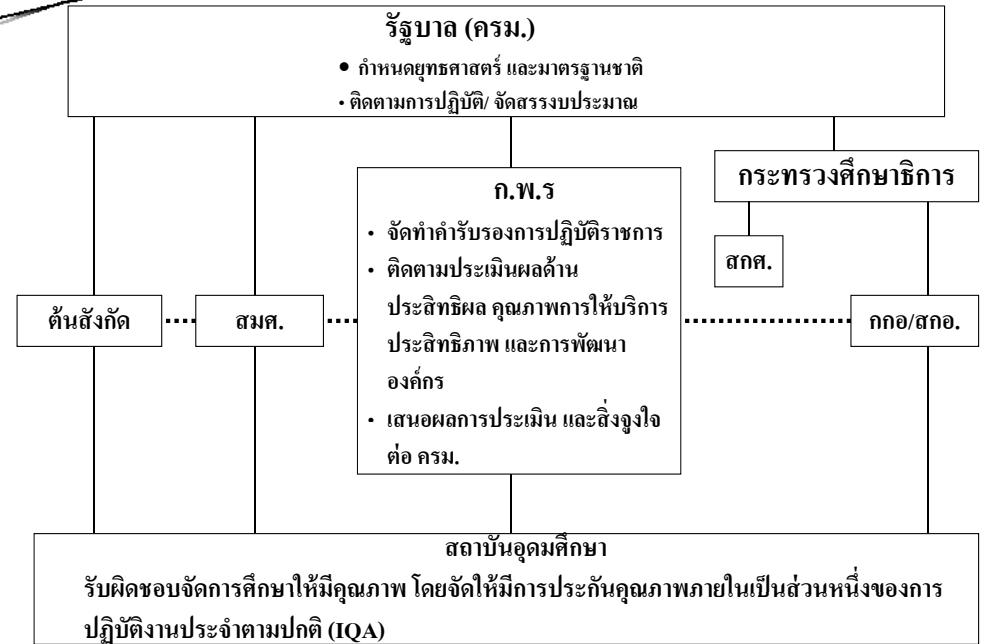 รัฐบาล (ครม.)
• กำหนดยุทธศาสตร์ และมาตรฐานชาติ
• ติดตามการปฏิบัติ/ จัดสรรงบประมาณ
กระทรวงศึกษาธิการ
ก.พ.ร
• จัดทำคำรับรองการปฏิบัติราชการ
• ติดตามประเมินผลด้าน
ประสิทธิผล คุณภาพการให้บริการ
ประสิทธิภาพ และการพัฒนา
องค์กร
• เสนอผลการประเมิน และสิ่งจูงใจ
ต่อ ครม.
สกศ.
ต้นสังกัด
สมศ.
กกอ/สกอ.
สถาบันอุดมศึกษา
รับผิดชอบจัดการศึกษาให้มีคุณภาพ โดยจัดให้มีการประกันคุณภาพภายในเป็นส่วนหนึ่งของการ
ปฏิบัติงานประจำตามปกติ (IQA)